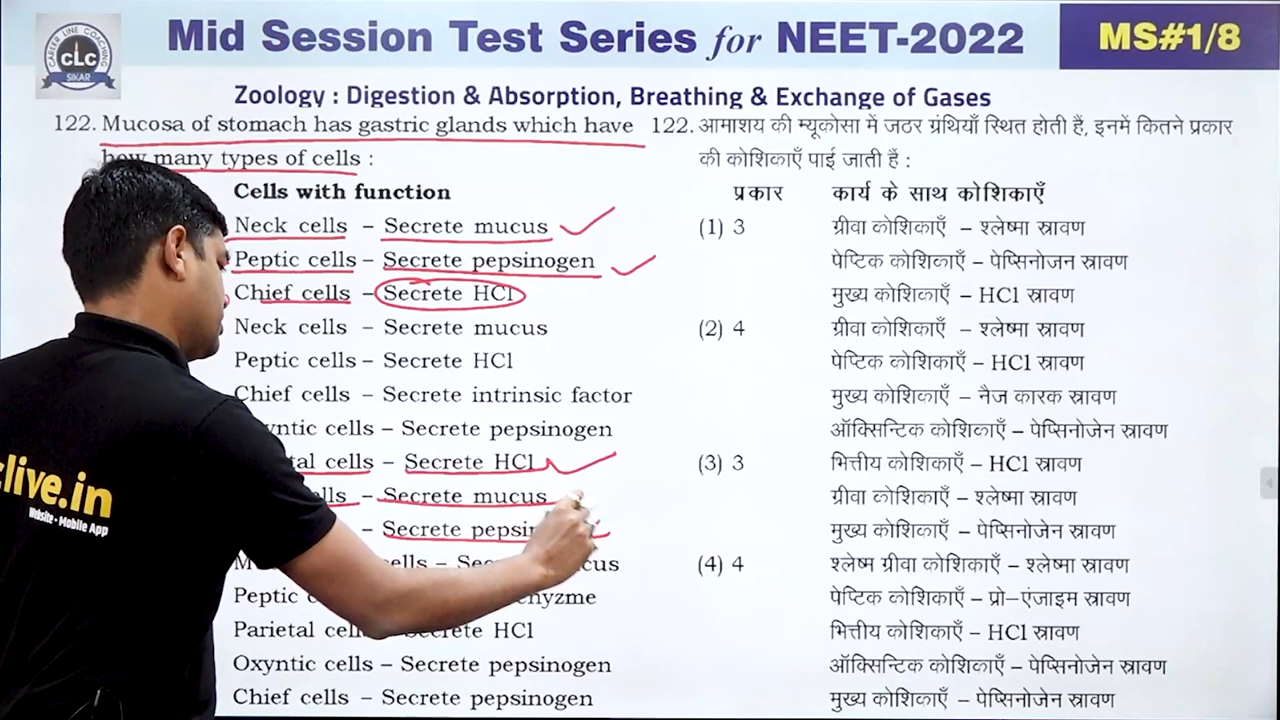 CAREER LINE COACHING
CLC
SIKAR
Mid Session Test Series for NEET-2022
MS#1/8
Zoology : Digestion & Absorption, Breathing & Exchange of Gases
122. Mucosa of stomach has gastric glands which have
how many types of cells :
Cells with function
Neck cells – Secrete mucus
Peptic cells – Secrete pepsinogen
Chief cells – Secrete HCl
Neck cells – Secrete mucus
Peptic cells – Secrete HCl
Chief cells – Secrete intrinsic factor
cells – Secrete pepsinogen
cells – Secrete HCl
– Secrete mucus
– Secrete
–
Peptic
Parietal HCl
Oxyntic cells – Secrete pepsinogen
Chief cells – Secrete pepsinogen
122. आमाशय की म्यूकोसा में जठर ग्रंथियाँ स्थित होती हैं, इनमें कितने प्रकार
की कोशिकाएँ पाई जाती हैं :
प्रकार कार्य के साथ कोशिकाएँ
(1) 3 ग्रीवा कोशिकाएँ – श्लेष्मा स्रावण
पेप्टिक कोशिकाएँ – पेप्सिनोजन स्रावण
मुख्य कोशिकाएँ – HCl स्रावण
(2) 4 ग्रीवा कोशिकाएँ – श्लेष्मा स्रावण
पेप्टिक कोशिकाएँ – HCl स्रावण
मुख्य कोशिकाएँ – नैज कारक स्रावण
ऑक्सिन्टिक कोशिकाएँ – पेप्सिनोजेन स्रावण
(3) 3 भित्तीय कोशिकाएँ – HCl स्रावण
ग्रीवा कोशिकाएँ – श्लेष्मा स्रावण
मुख्य कोशिकाएँ – पेप्सिनोजेन स्रावण
(4) 4 श्लेष्म ग्रीवा कोशिकाएँ – श्लेष्मा स्रावण
पेप्टिक कोशिकाएँ – प्रो–एंजाइम स्रावण
भित्तीय कोशिकाएँ – HCl स्रावण
ऑक्सिन्टिक कोशिकाएँ – पेप्सिनोजेन स्रावण
मुख्य कोशिकाएँ – पेप्सिनोजेन स्रावण
clive.in
Website • Mobile App